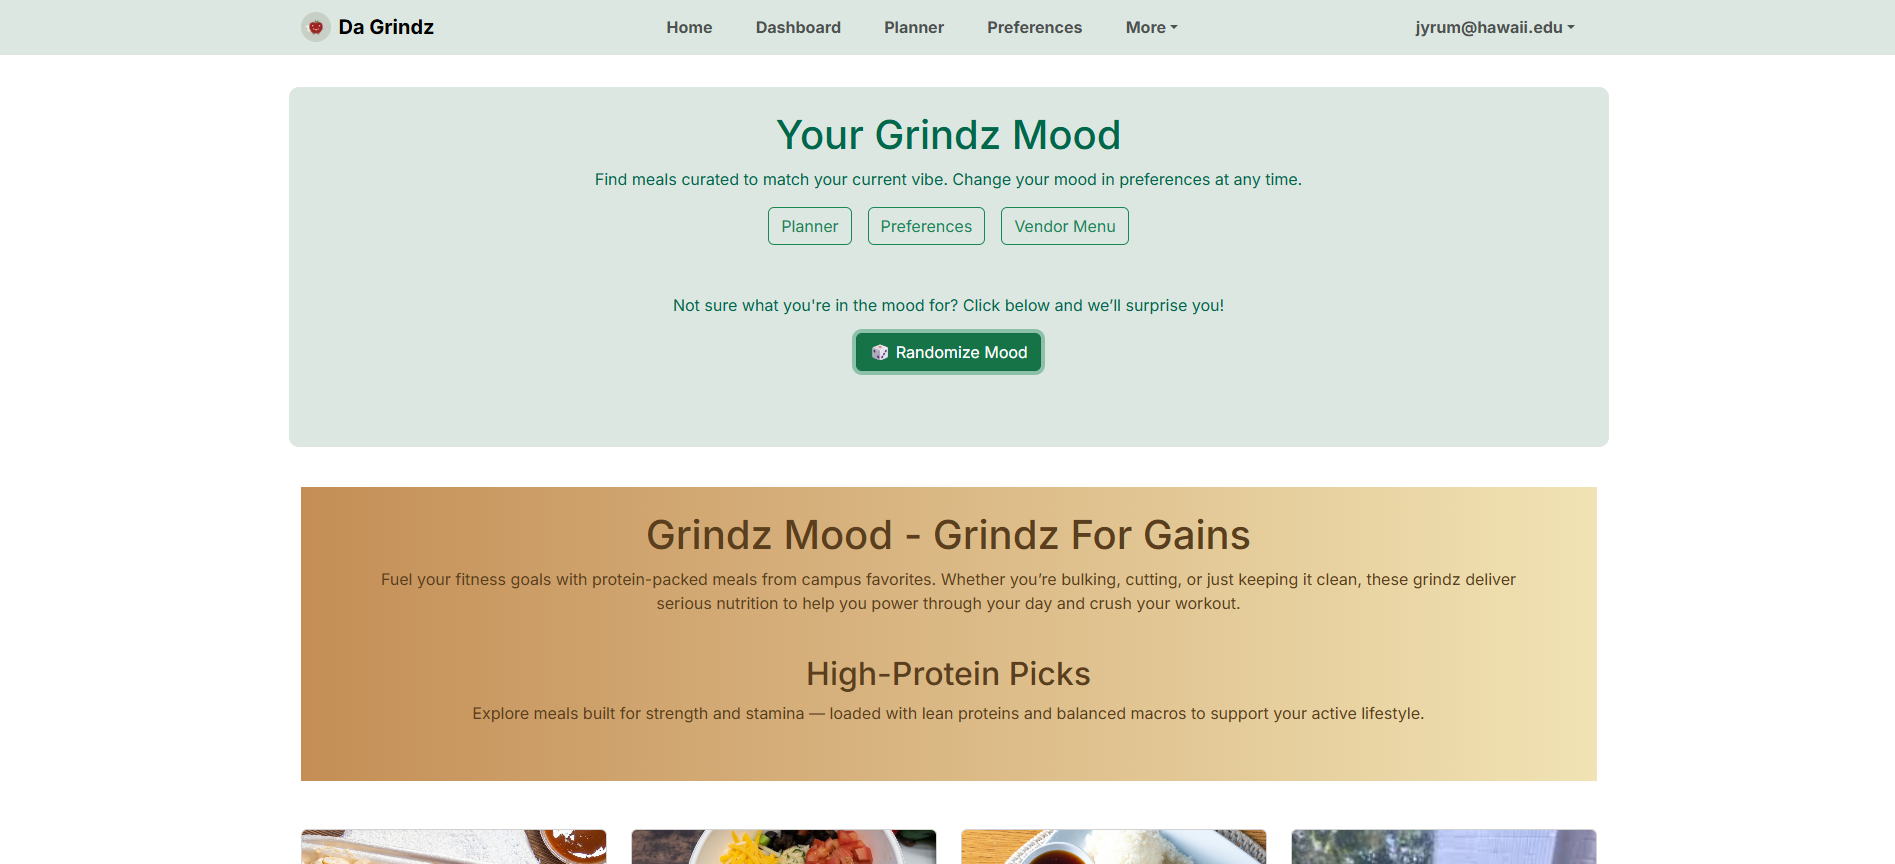 Da Grindz
Home Dashboard Planner Preferences More
jyrum@hawaii.edu
Your Grindz Mood
Find meals curated to match your current vibe. Change your mood in preferences at any time.
Planner Preferences Vendor Menu
Not sure what you're in the mood for? Click below and we’ll surprise you!
Randomize Mood
Grindz Mood - Grindz For Gains
Fuel your fitness goals with protein-packed meals from campus favorites. Whether you’re bulking, cutting, or just keeping it clean, these grindz deliver
serious nutrition to help you power through your day and crush your workout.
High-Protein Picks
Explore meals built for strength and stamina — loaded with lean proteins and balanced macros to support your active lifestyle.